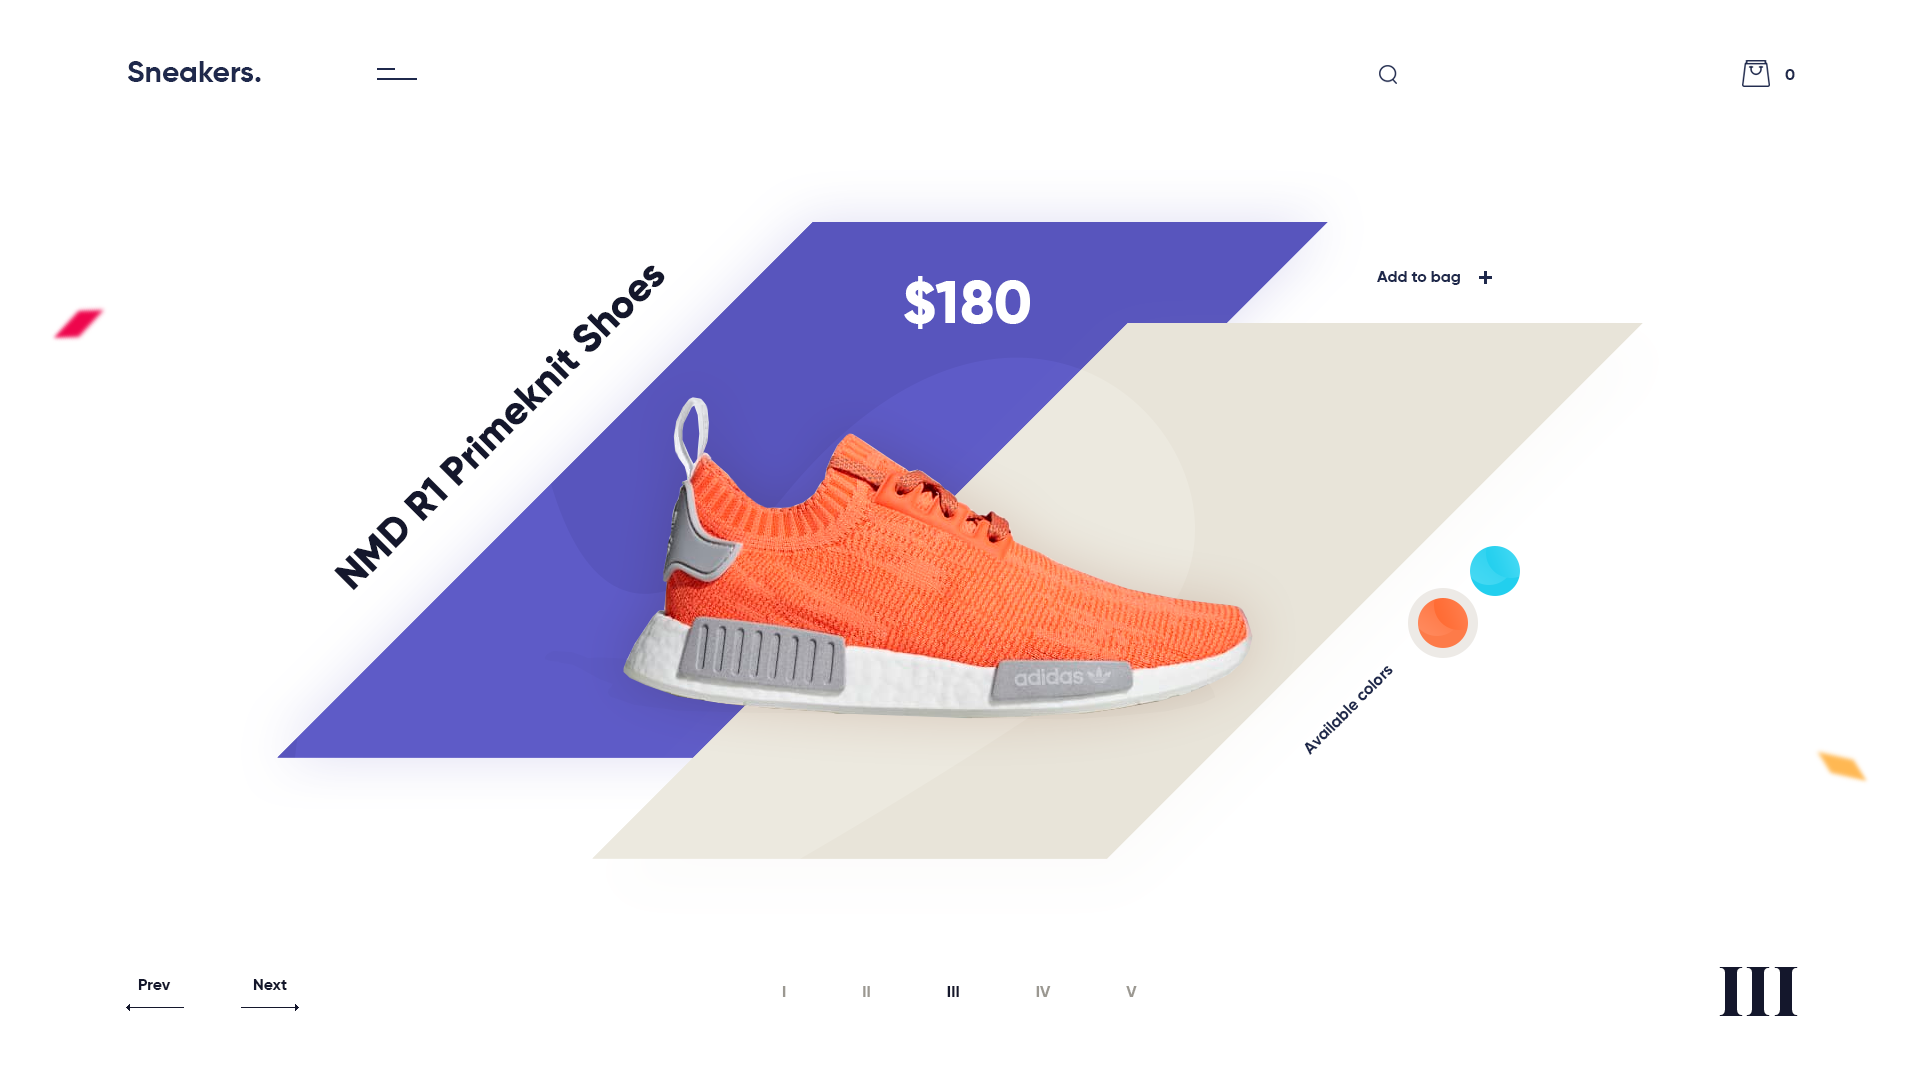 Sneakers.
0
$180
Add to bag +
NMD R1 Primeknit Shoes
adidas
Available colors
Prev
Next
I
II
III
IV
V
III